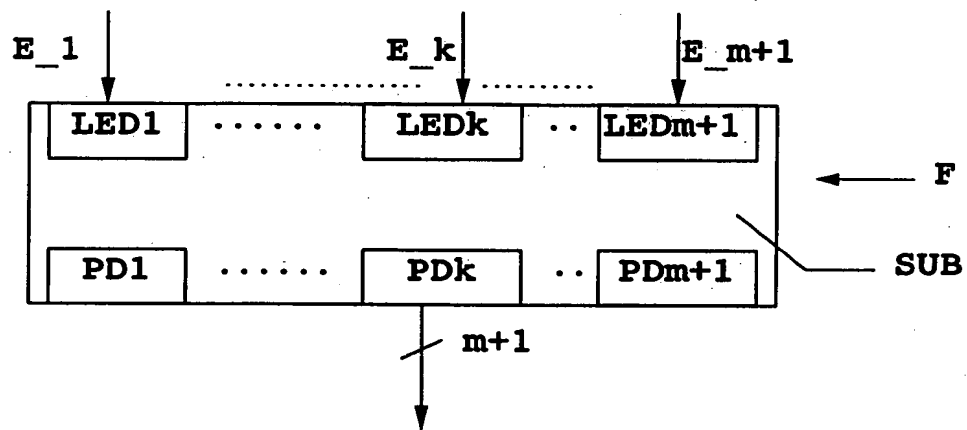 E_1 E_k E_m+1
LED1 ...... LEDk .. LEDm+1
F
PD1 ...... PDk .. PDm+1
SUB
m+1